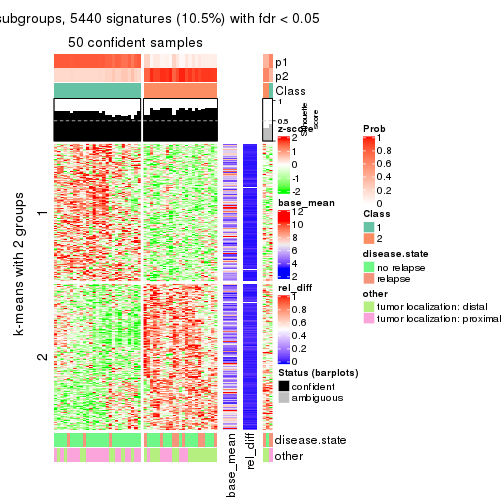 subgroups, 5440 signatures (10.5%) with fdr < 0.05
50 confident samples
p1
p2
Class
1
0.5
0
Silhouette
score
k-means with 2 groups
1
2
base_mean
rel_diff
disease.state
other
z-score
2
1
0
-1
-2
base_mean
12
10
8
6
4
2
rel_diff
1
0.8
0.6
0.4
0.2
0
Status (barplots)
confident
ambiguous
Prob
1
0.8
0.6
0.4
0.2
0
Class
1
2
disease.state
no relapse
relapse
other
tumor localization: distal
tumor localization: proximal